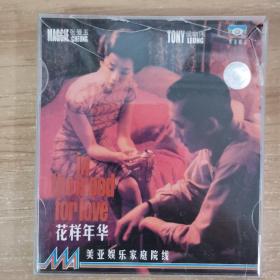 MAGGIE 张曼玉
CHEUNG
TONY 梁朝伟
LEUNG
In
the mood
for love
花样年华
美亚娱乐家庭院线